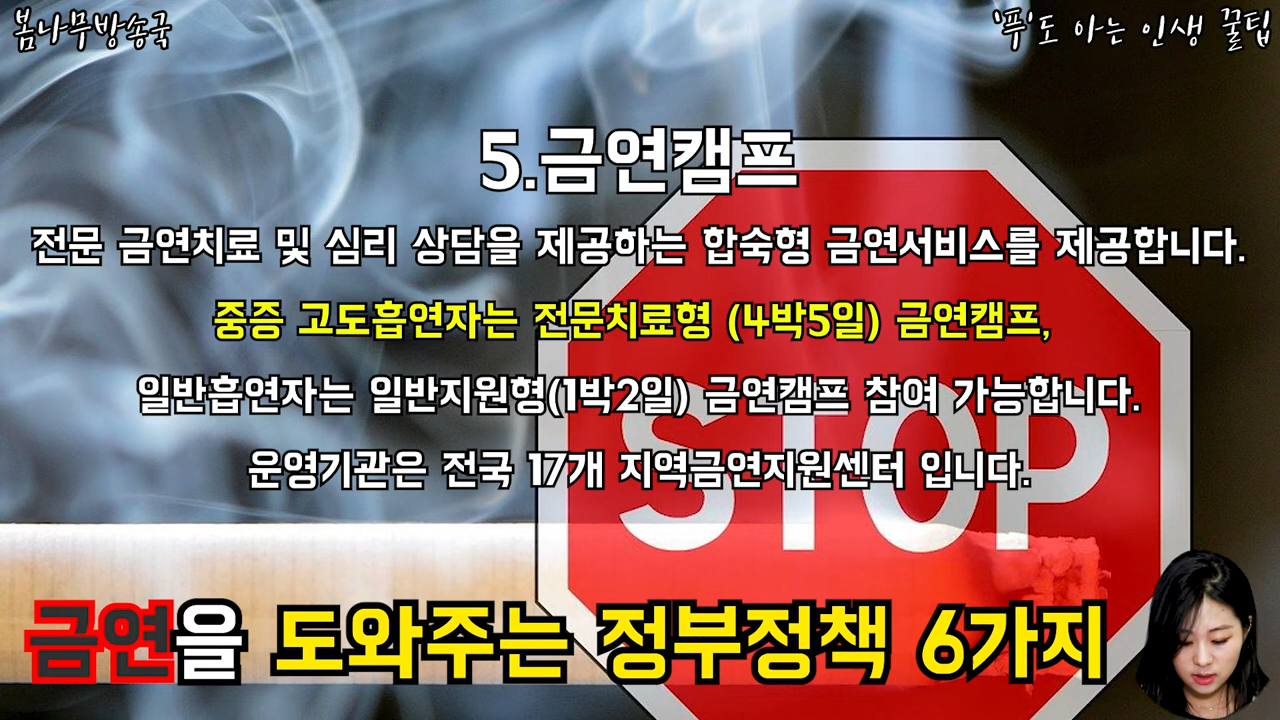 봄나무방송국
'푸'도 아는 인생 꿀팁
5.금연캠프
전문 금연치료 및 심리 상담을 제공하는 합숙형 금연서비스를 제공합니다.
중증 고도흡연자는 전문치료형 (4박5일) 금연캠프,
일반흡연자는 일반지원형(1박2일) 금연캠프 참여 가능합니다.
운영기관은 전국 17개 지역금연지원센터 입니다.
STOP
금연을 도와주는 정부정책 6가지